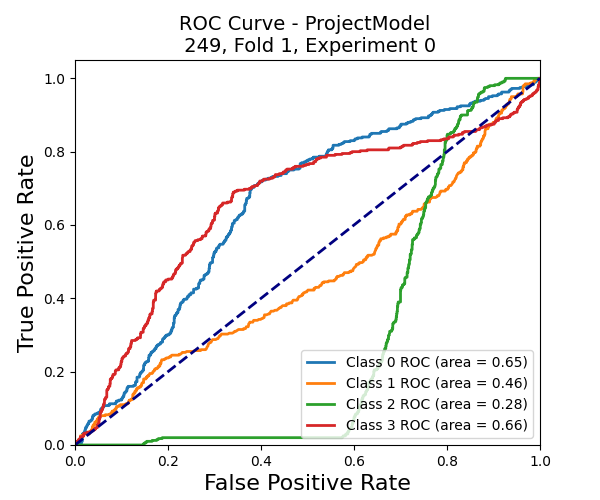 ROC Curve - ProjectModel
249, Fold 1, Experiment 0
True Positive Rate
1.0
0.8
0.6
0.4
0.2
0.0
Class 0 ROC (area = 0.65)
Class 1 ROC (area = 0.46)
Class 2 ROC (area = 0.28)
Class 3 ROC (area = 0.66)
0.0 0.2 0.4 0.6 0.8 1.0
False Positive Rate